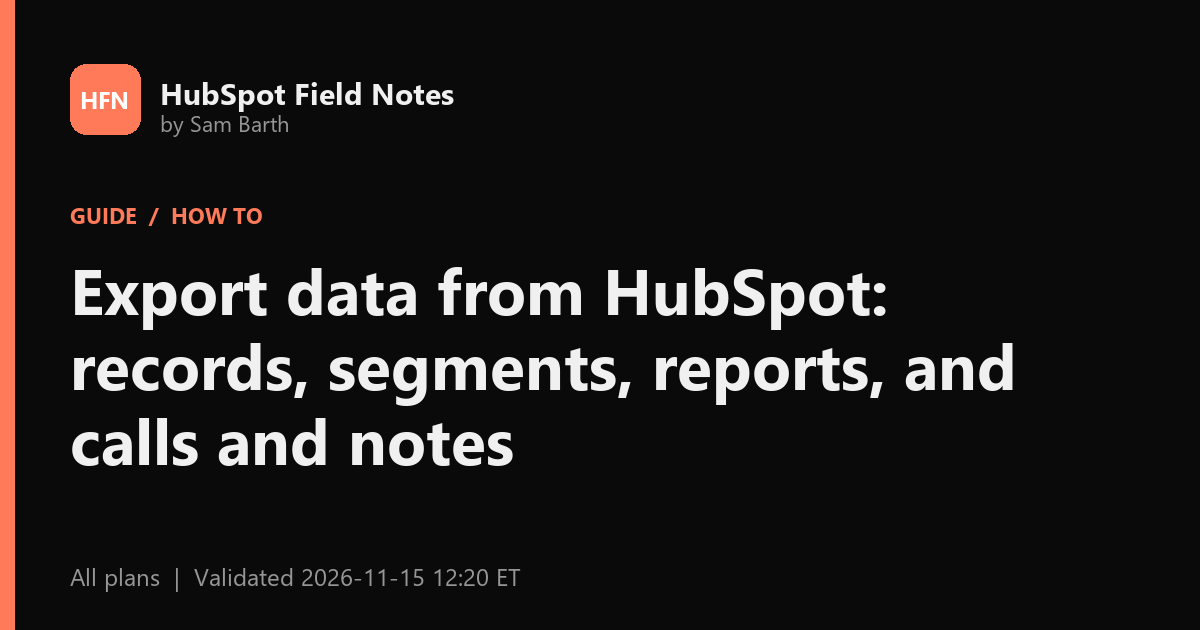 HFN
HubSpot Field Notes
by Sam Barth
GUIDE / HOW TO
Export data from HubSpot:
records, segments, reports, and
calls and notes
All plans | Validated 2026-11-15 12:20 ET